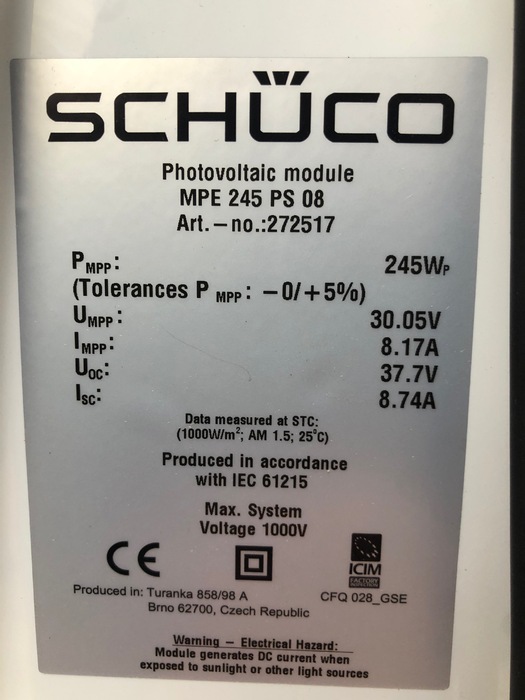 SCHÜCO
Photovoltaic module
MPE 245 PS 08
Art.–no.:272517
PMPP: 245WP
(Tolerances P MPP: –0/+5%)
UMPP: 30.05V
IMPP: 8.17A
UOC: 37.7V
ISC: 8.74A
Data measured at STC:
(1000W/m²; AM 1.5; 25°C)
Produced in accordance
with IEC 61215
Max. System
Voltage 1000V
CE
ICIM
FACTORY
INSPECTION
Produced in: Turanka 858/98 A CFQ 028_GSE
Brno 62700, Czech Republic
Warning – Electrical Hazard:
Module generates DC current when
exposed to sunlight or other light sources